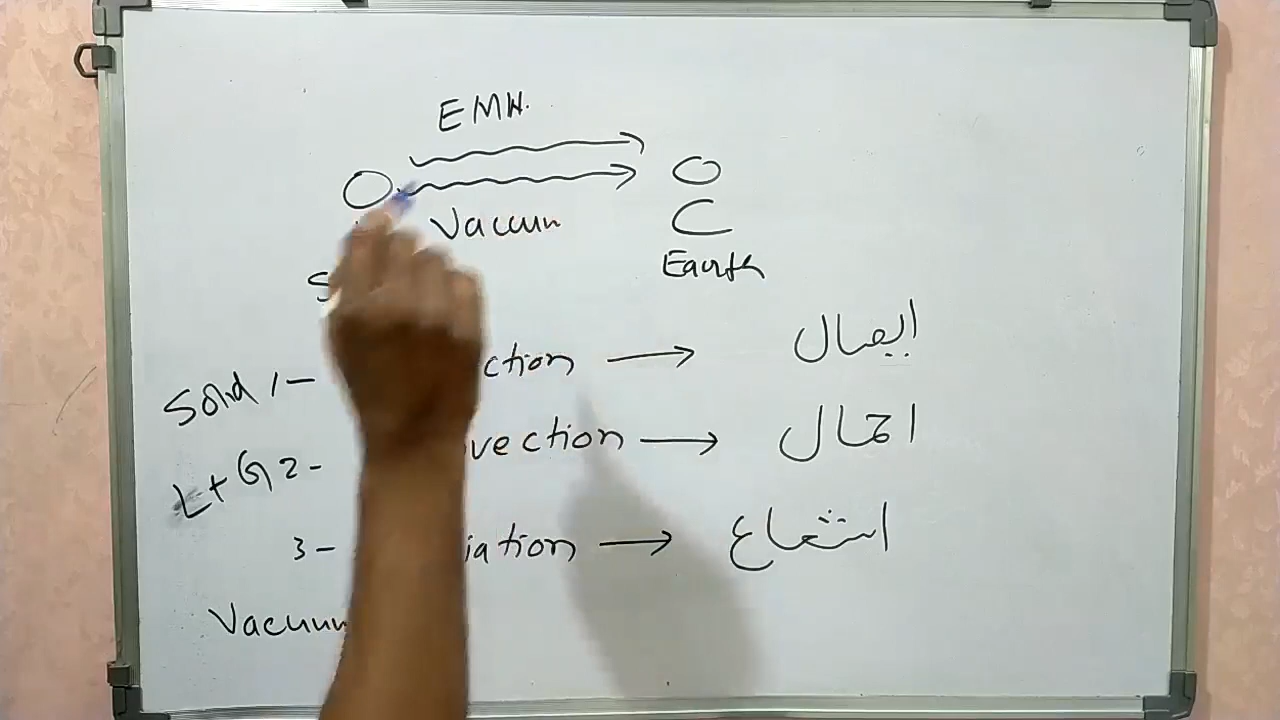 EMW.
Vacuum
Earth
Solid 1- ction → ایصال
L+G 2- vection → احمال
3- iation → اشعاع
Vacuum